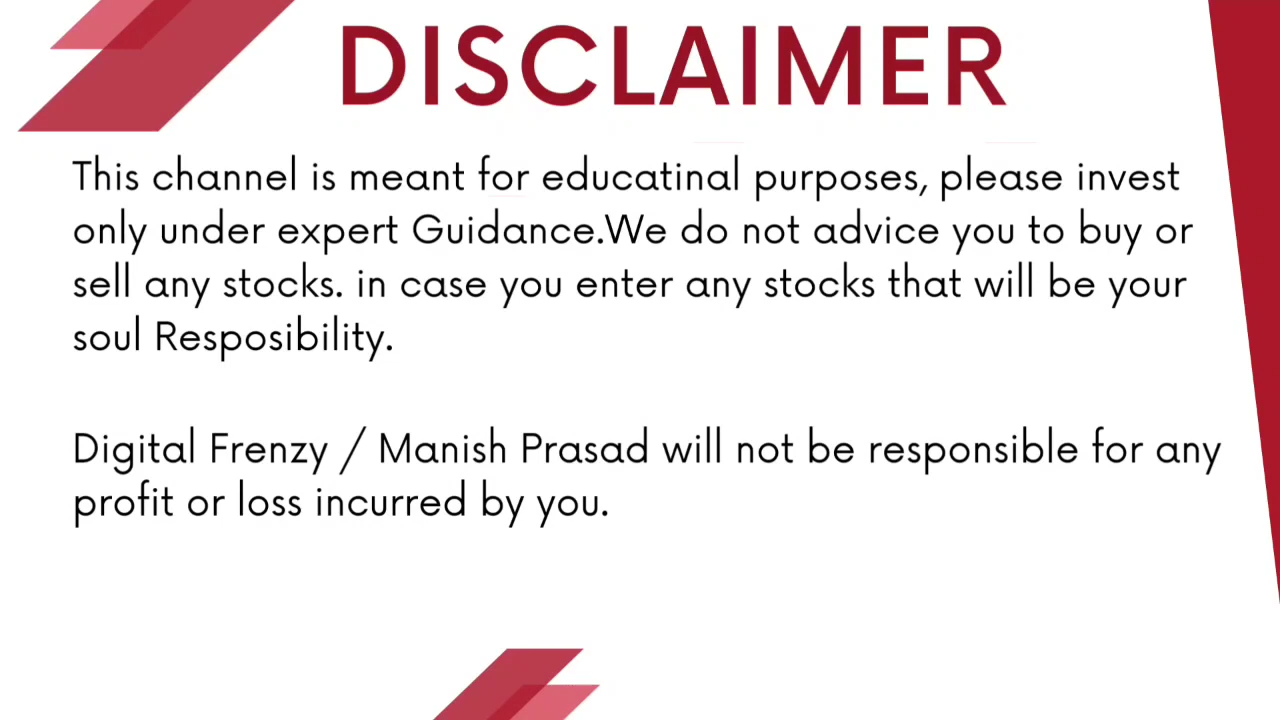 DISCLAIMER
This channel is meant for educatinal purposes, please invest
only under expert Guidance.We do not advice you to buy or
sell any stocks. in case you enter any stocks that will be your
soul Resposibility.
Digital Frenzy / Manish Prasad will not be responsible for any
profit or loss incurred by you.